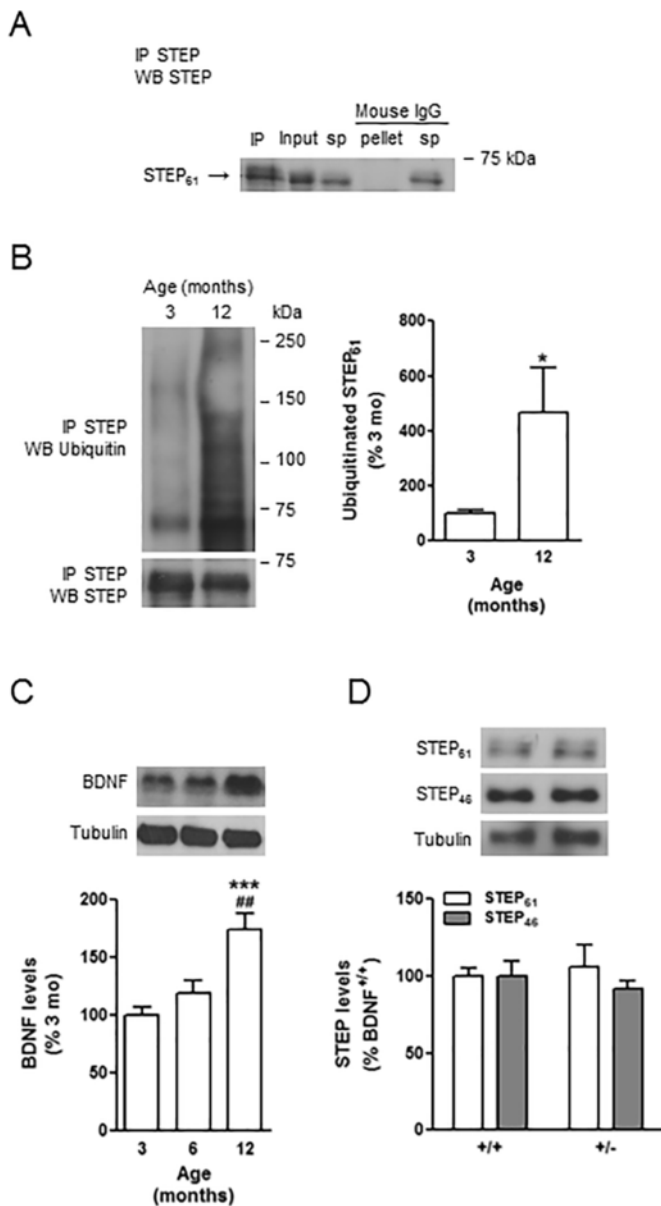 A
IP STEP
WB STEP
Mouse IgG
IP Input sp pellet sp
– 75 kDa
STEP61 →
B
Age (months)
3 12 kDa
– 250
– 150
– 100
– 75
IP STEP
WB Ubiquitin
– 75
IP STEP
WB STEP
Ubiquitinated STEP61
(% 3 mo)
800
600
400
200
0
*
3 12
Age
(months)
C
BDNF
Tubulin
BDNF levels
(% 3 mo)
200
150
100
50
0
***
##
3 6 12
Age
(months)
D
STEP61
STEP46
Tubulin
STEP levels
(% BDNF+/+)
150
100
50
0
STEP61
STEP46
+/+ +/-